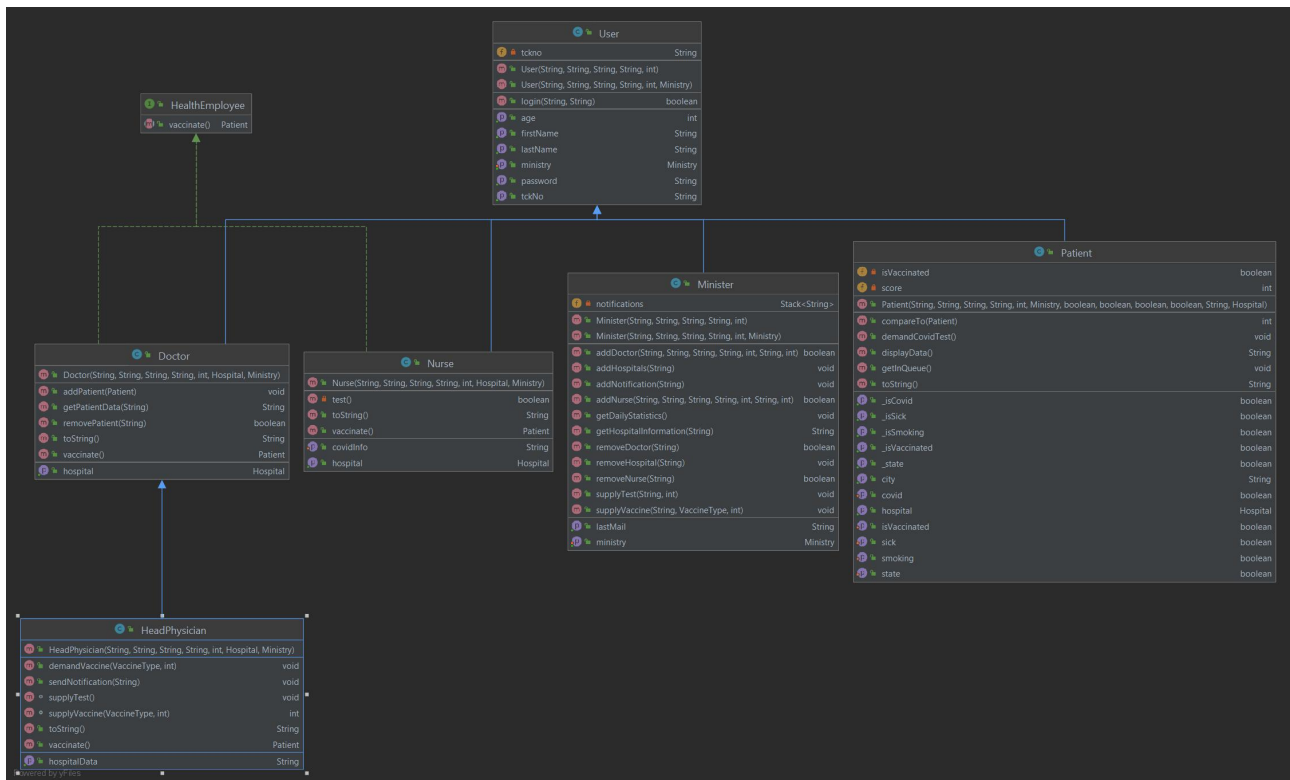 User
tckno String
User(String, String, String, String, int)
User(String, String, String, String, int, Ministry)
login(String, String) boolean
age int
firstName String
lastName String
ministry Ministry
password String
tckNo String
HealthEmployee
vaccinate() Patient
Patient
isVaccinated boolean
score int
Patient(String, String, String, String, int, Ministry, boolean, boolean, boolean, boolean, String, Hospital)
compareTo(Patient) int
demandCovidTest() void
displayData() String
getInQueue() void
toString() String
_isCovid boolean
_isSick boolean
_isSmoking boolean
_isVaccinated boolean
_state boolean
city String
covid boolean
hospital Hospital
isVaccinated boolean
sick boolean
smoking boolean
state boolean
Minister
notifications Stack<String>
Minister(String, String, String, String, int)
Minister(String, String, String, String, int, Ministry)
addDoctor(String, String, String, String, int, String, int) boolean
addHospitals(String) void
addNotification(String) void
addNurse(String, String, String, String, int, String, int) boolean
getDailyStatistics() void
getHospitalInformation(String) String
removeDoctor(String) boolean
removeHospital(String) void
removeNurse(String) boolean
supplyTest(String, int) void
supplyVaccine(String, VaccineType, int) void
lastMail String
ministry Ministry
Doctor
Doctor(String, String, String, String, int, Hospital, Ministry)
addPatient(Patient) void
getPatientData(String) String
removePatient(String) boolean
toString() String
vaccinate() Patient
hospital Hospital
Nurse
Nurse(String, String, String, String, int, Hospital, Ministry)
test() boolean
toString() String
vaccinate() Patient
covidInfo String
hospital Hospital
HeadPhysician
HeadPhysician(String, String, String, String, int, Hospital, Ministry)
demandVaccine(VaccineType, int) void
sendNotification(String) void
supplyTest() void
supplyVaccine(VaccineType, int) int
toString() String
vaccinate() Patient
hospitalData String
Powered by yFiles